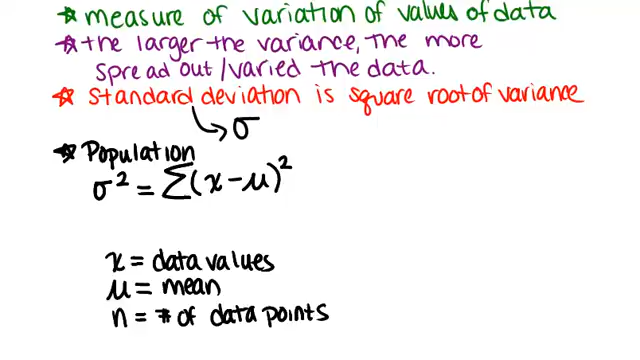 ☆ measure of variation of values of data
☆ the larger the variance, the more
spread out/varied the data.
☆ standard deviation is square root of variance
↳ σ
☆ Population
σ² = Σ(x - μ)²
x = data values
μ = mean
n = # of data points